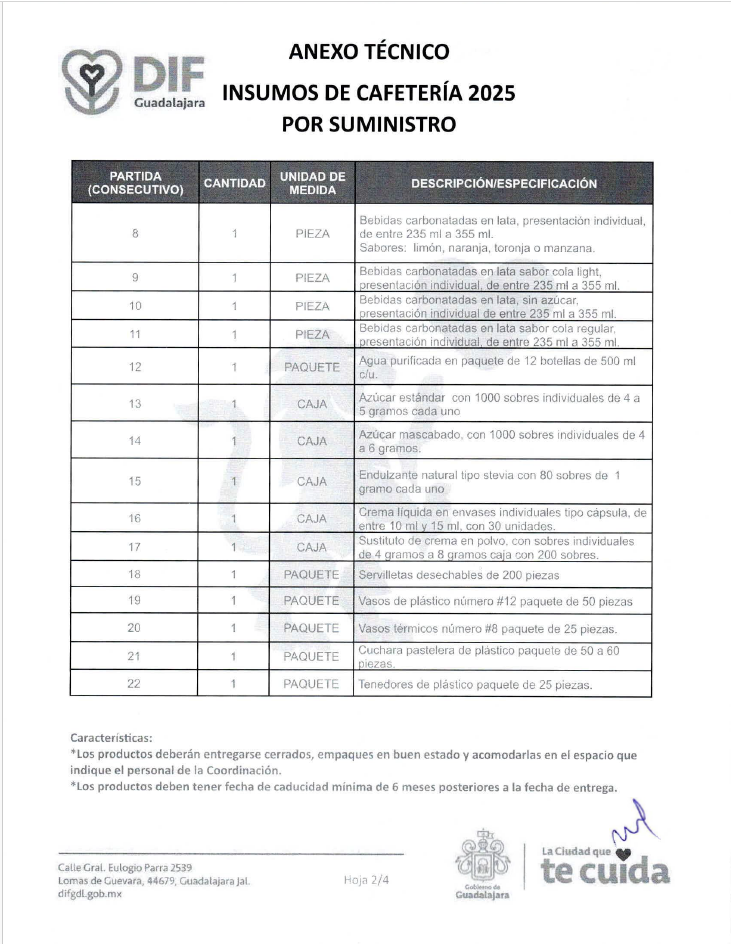 ANEXO TÉCNICO
DIF
Guadalajara
INSUMOS DE CAFETERÍA 2025
POR SUMINISTRO
PARTIDA (CONSECUTIVO) CANTIDAD UNIDAD DE MEDIDA DESCRIPCIÓN/ESPECIFICACIÓN
8 1 PIEZA Bebidas carbonatadas en lata, presentación individual,
de entre 235 ml a 355 ml.
Sabores: limón, naranja, toronja o manzana.
9 1 PIEZA Bebidas carbonatadas en lata sabor cola light,
presentación individual, de entre 235 ml a 355 ml.
10 1 PIEZA Bebidas carbonatadas en lata, sin azúcar,
presentación individual de entre 235 ml a 355 ml.
11 1 PIEZA Bebidas carbonatadas en lata sabor cola regular,
presentación individual, de entre 235 ml a 355 ml.
12 1 PAQUETE Agua purificada en paquete de 12 botellas de 500 ml
c/u.
13 1 CAJA Azúcar estándar con 1000 sobres individuales de 4 a
5 gramos cada uno
14 1 CAJA Azúcar mascabado, con 1000 sobres individuales de 4
a 6 gramos.
15 1 CAJA Endulzante natural tipo stevia con 80 sobres de 1
gramo cada uno
16 1 CAJA Crema líquida en envases individuales tipo cápsula, de
entre 10 ml y 15 ml, con 30 unidades.
17 1 CAJA Sustituto de crema en polvo, con sobres individuales
de 4 gramos a 8 gramos caja con 200 sobres.
18 1 PAQUETE Servilletas desechables de 200 piezas
19 1 PAQUETE Vasos de plástico número #12 paquete de 50 piezas
20 1 PAQUETE Vasos térmicos número #8 paquete de 25 piezas.
21 1 PAQUETE Cuchara pastelera de plástico paquete de 50 a 60
piezas.
22 1 PAQUETE Tenedores de plástico paquete de 25 piezas.
Características:
*Los productos deberán entregarse cerrados, empaques en buen estado y acomodarlas en el espacio que
indique el personal de la Coordinación.
*Los productos deben tener fecha de caducidad mínima de 6 meses posteriores a la fecha de entrega.
Calle Gral. Eulogio Parra 2539
Lomas de Guevara, 44679, Guadalajara Jal.
difgdl.gob.mx
Hoja 2/4
Gobierno de
Guadalajara
La Ciudad que
te cuida